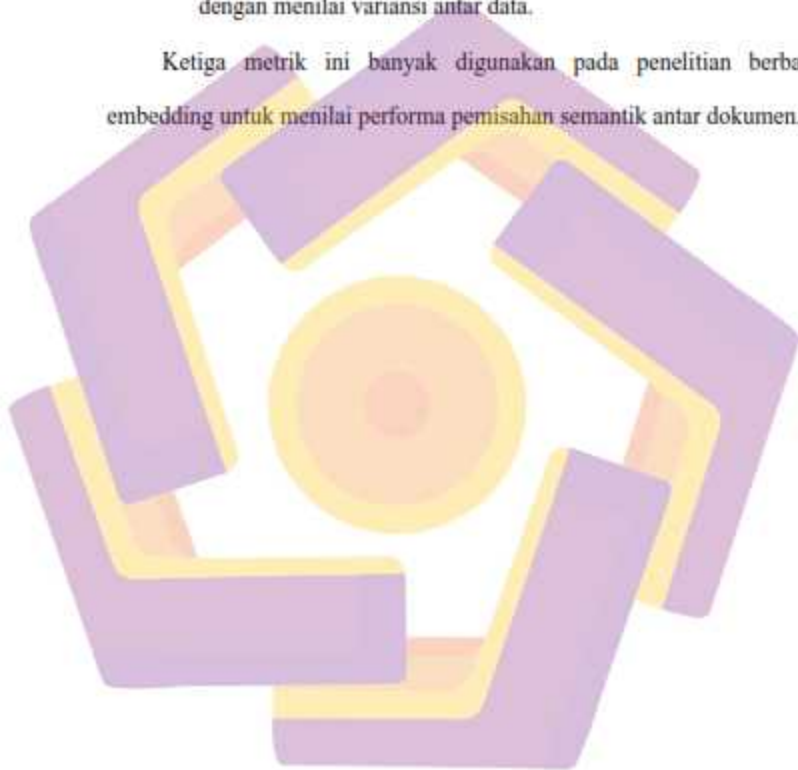 dengan menilai variansi antar data.
Ketiga metrik ini banyak digunakan pada penelitian
embedding untuk menilai performa pemisahan semantik antar dokumen.